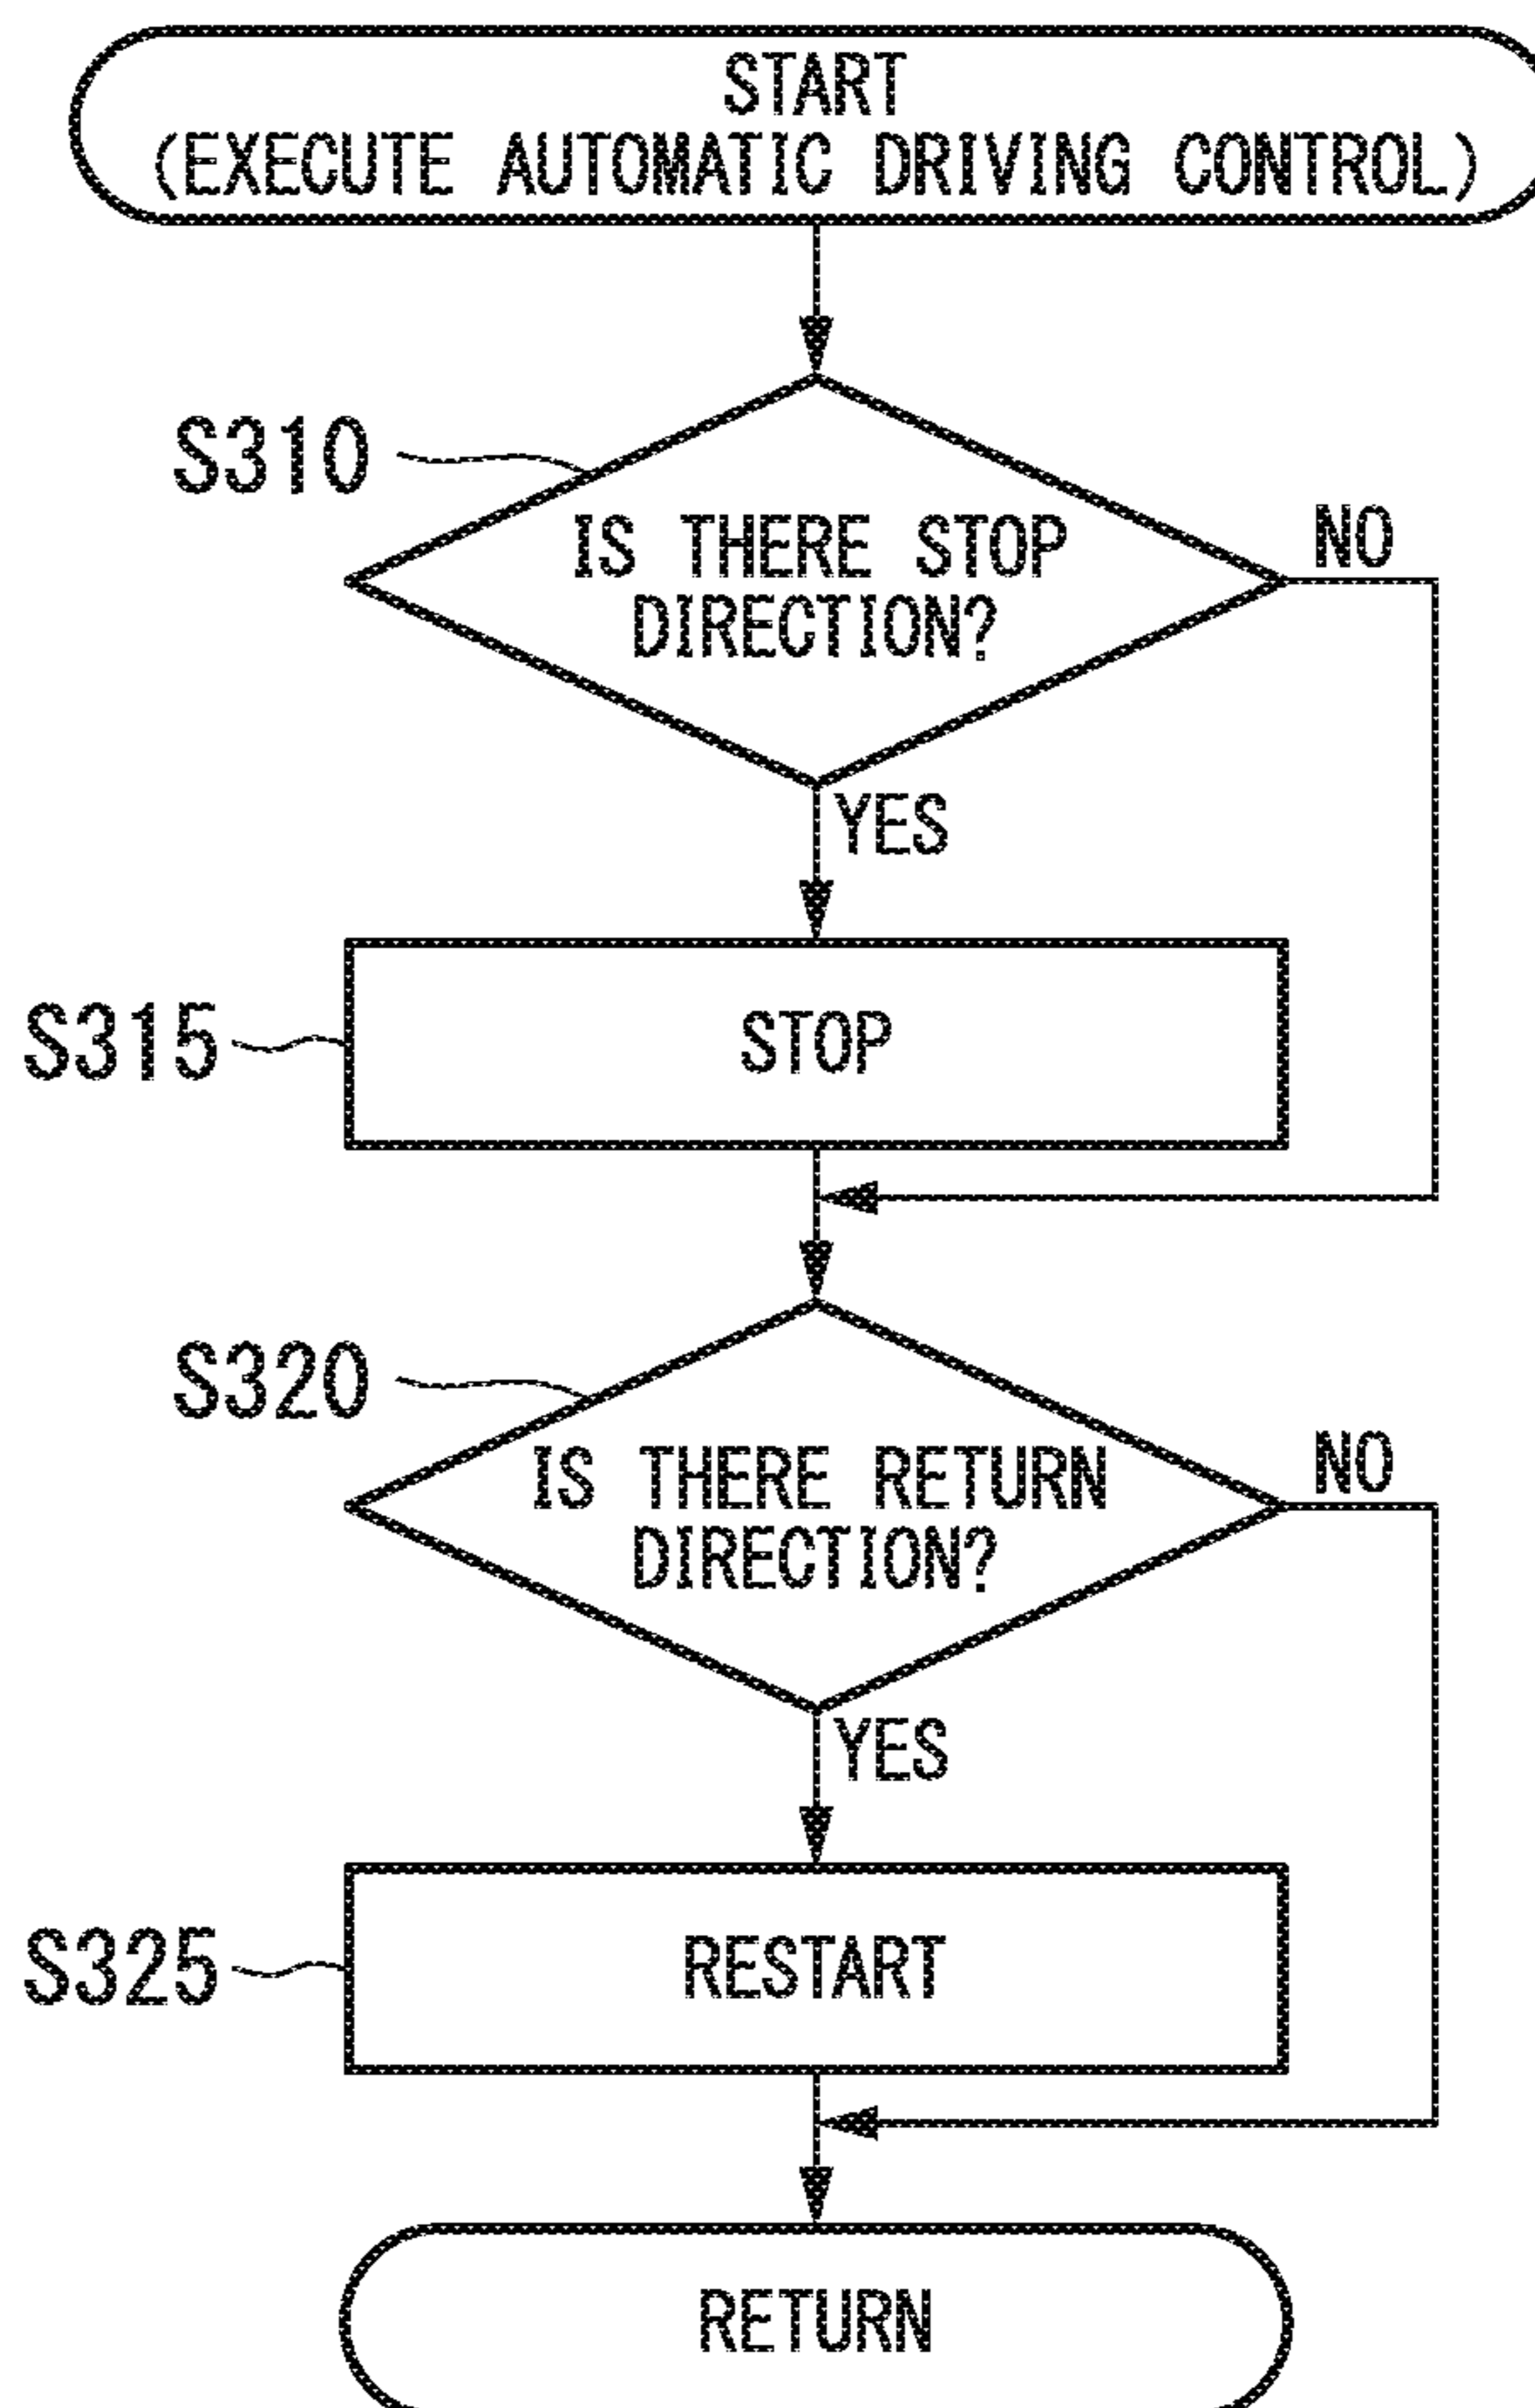 START
(EXECUTE AUTOMATIC DRIVING CONTROL)
S310
IS THERE STOP
DIRECTION?
NO
YES
S315
STOP
S320
IS THERE RETURN
DIRECTION?
NO
YES
S325
RESTART
RETURN